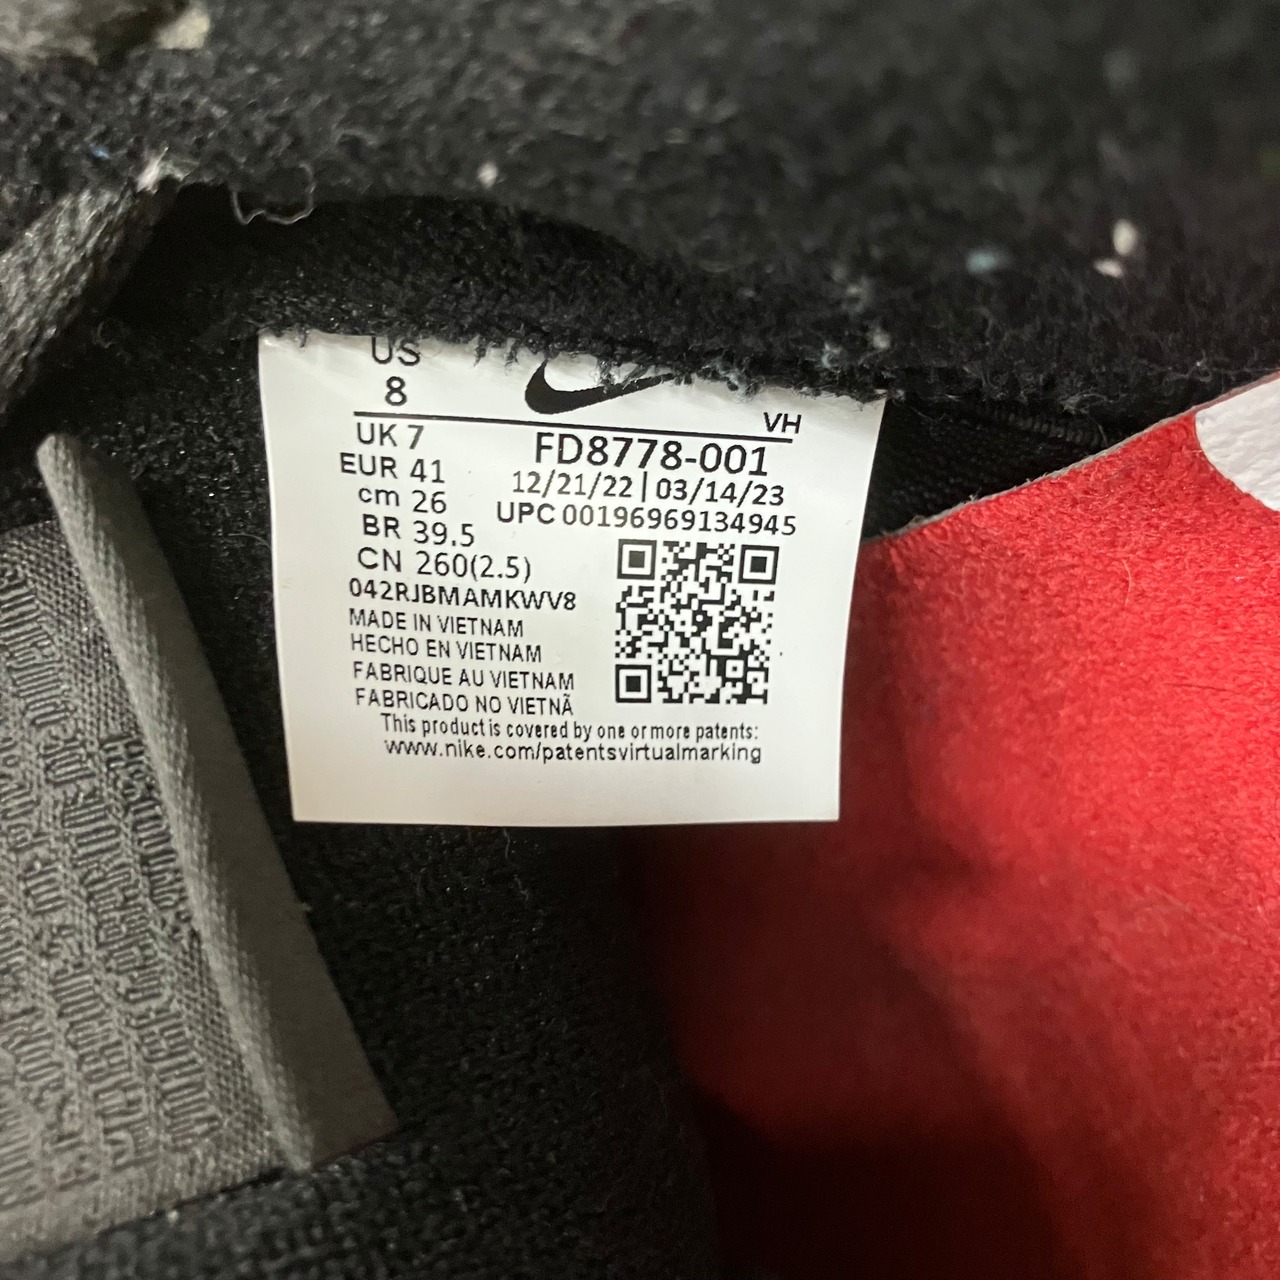 US
8
VH
UK 7
FD8778-001
EUR 41
12/21/22 | 03/14/23
cm 26
UPC 00196969134945
BR 39.5
CN 260(2.5)
042RJBMAMKWV8
MADE IN VIETNAM
HECHO EN VIETNAM
FABRIQUE AU VIETNAM
FABRICADO NO VIETNÃ
This product is covered by one or more patents:
www.nike.com/patentsvirtualmarking